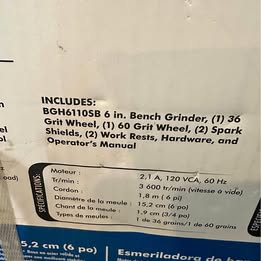 INCLUDES:
BGH6110SB 6 in. Bench Grinder, (1) 36
Grit Wheel, (1) 60 Grit Wheel, (2) Spark
Shields, (2) Work Rests, Hardware, and
Operator's Manual
SPÉCIFICATIONS:
Moteur : 2,1 A, 120 VCA, 60 Hz
Tr/min : 3 600 tr/min (vitesse à vide)
Cordon : 1,8 m (6 pi)
Diamètre de la meule : 15,2 cm (6 po)
Chant de la meule : 1,9 cm (3/4 po)
Types de meules : 1 de 36 grains/1 de 60 grains
5,2 cm (6 po)
Esmeriladora de